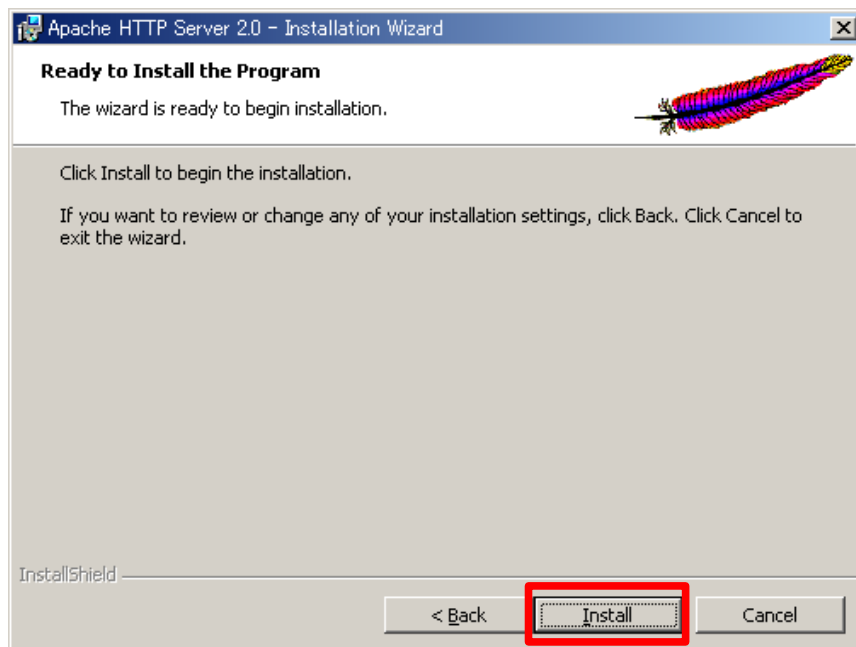 Apache HTTP Server 2.0 - Installation Wizard
Ready to Install the Program
The wizard is ready to begin installation.
Click Install to begin the installation.
If you want to review or change any of your installation settings, click Back. Click Cancel to
exit the wizard.
InstallShield
< Back
Install
Cancel